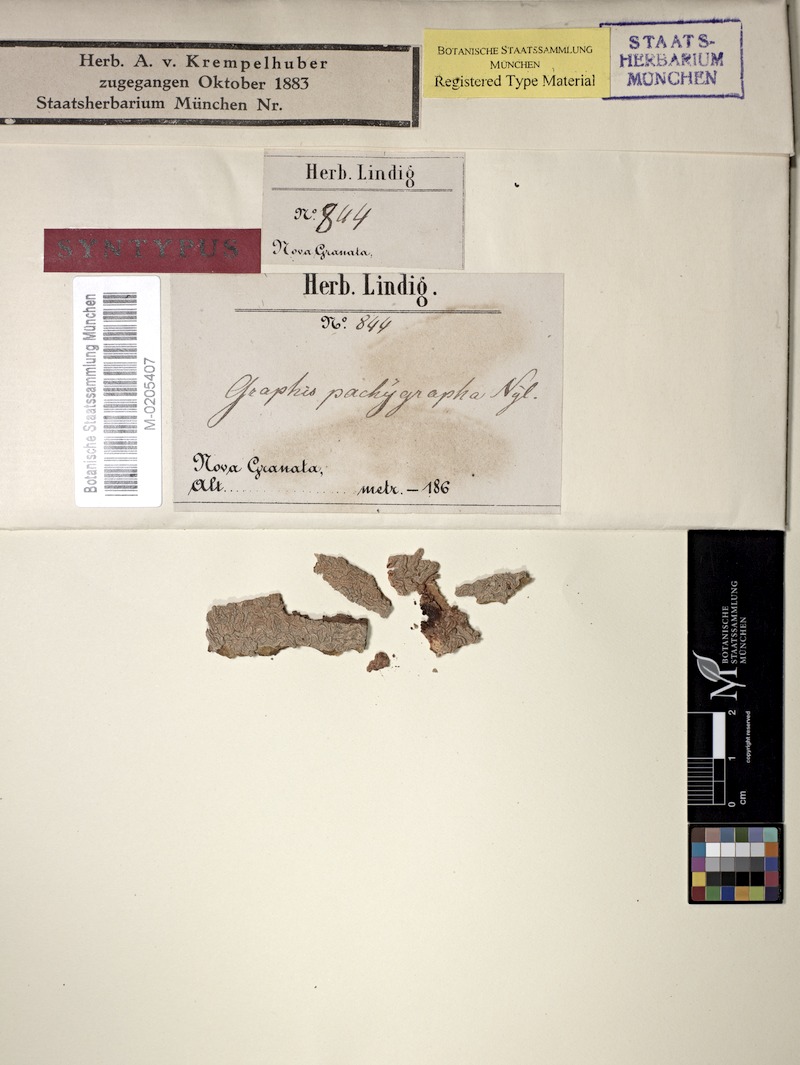 Herb. A. v. Krempelhuber
zugegangen Oktober 1883
Staatsherbarium München Nr.
BOTANISCHE STAATSSAMMLUNG
MÜNCHEN
Registered Type Material
STAATS-
HERBARIUM
MÜNCHEN
Herb. Lindig
No. 844
Nova Granata,
SYNTYPUS
Herb. Lindig.
No. 844
Graphis pachygrapha Nyl.
Nova Granata,
Alt. metr. — 186
Botanische Staatssammlung München
M-0205407
BOTANISCHE
STAATSSAMMLUNG
MÜNCHEN
M
copyright reserved
0 1 2
cm